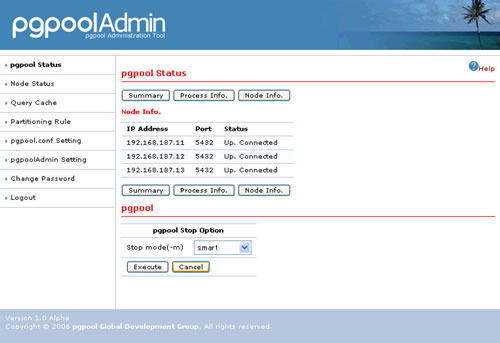 pgpoolAdmin
pgpool Administration Tool
pgpool Status
Node Status
Query Cache
Partitioning Rule
pgpool.conf Setting
pgpoolAdmin Setting
Change Password
Logout
?Help
pgpool Status
Summary Process Info. Node Info.
Node Info.
IP Address Port Status
192.168.187.11 5432 Up. Connected
192.168.187.12 5432 Up. Connected
192.168.187.13 5432 Up. Connected
Summary Process Info. Node Info.
pgpool
pgpool Stop Option
Stop mode(-m) smart
Execute Cancel
Version 1.0 Alpha
Copyright © 2006 pgpool Global Development Group. All rights reserved.